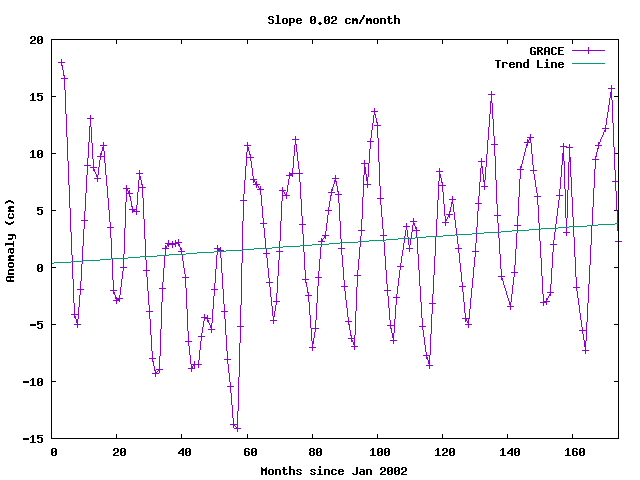 Slope 0.02 cm/month
20
GRACE
Trend Line
15
10
5
0
-5
-10
-15
Anomaly (cm)
0 20 40 60 80 100 120 140 160
Months since Jan 2002